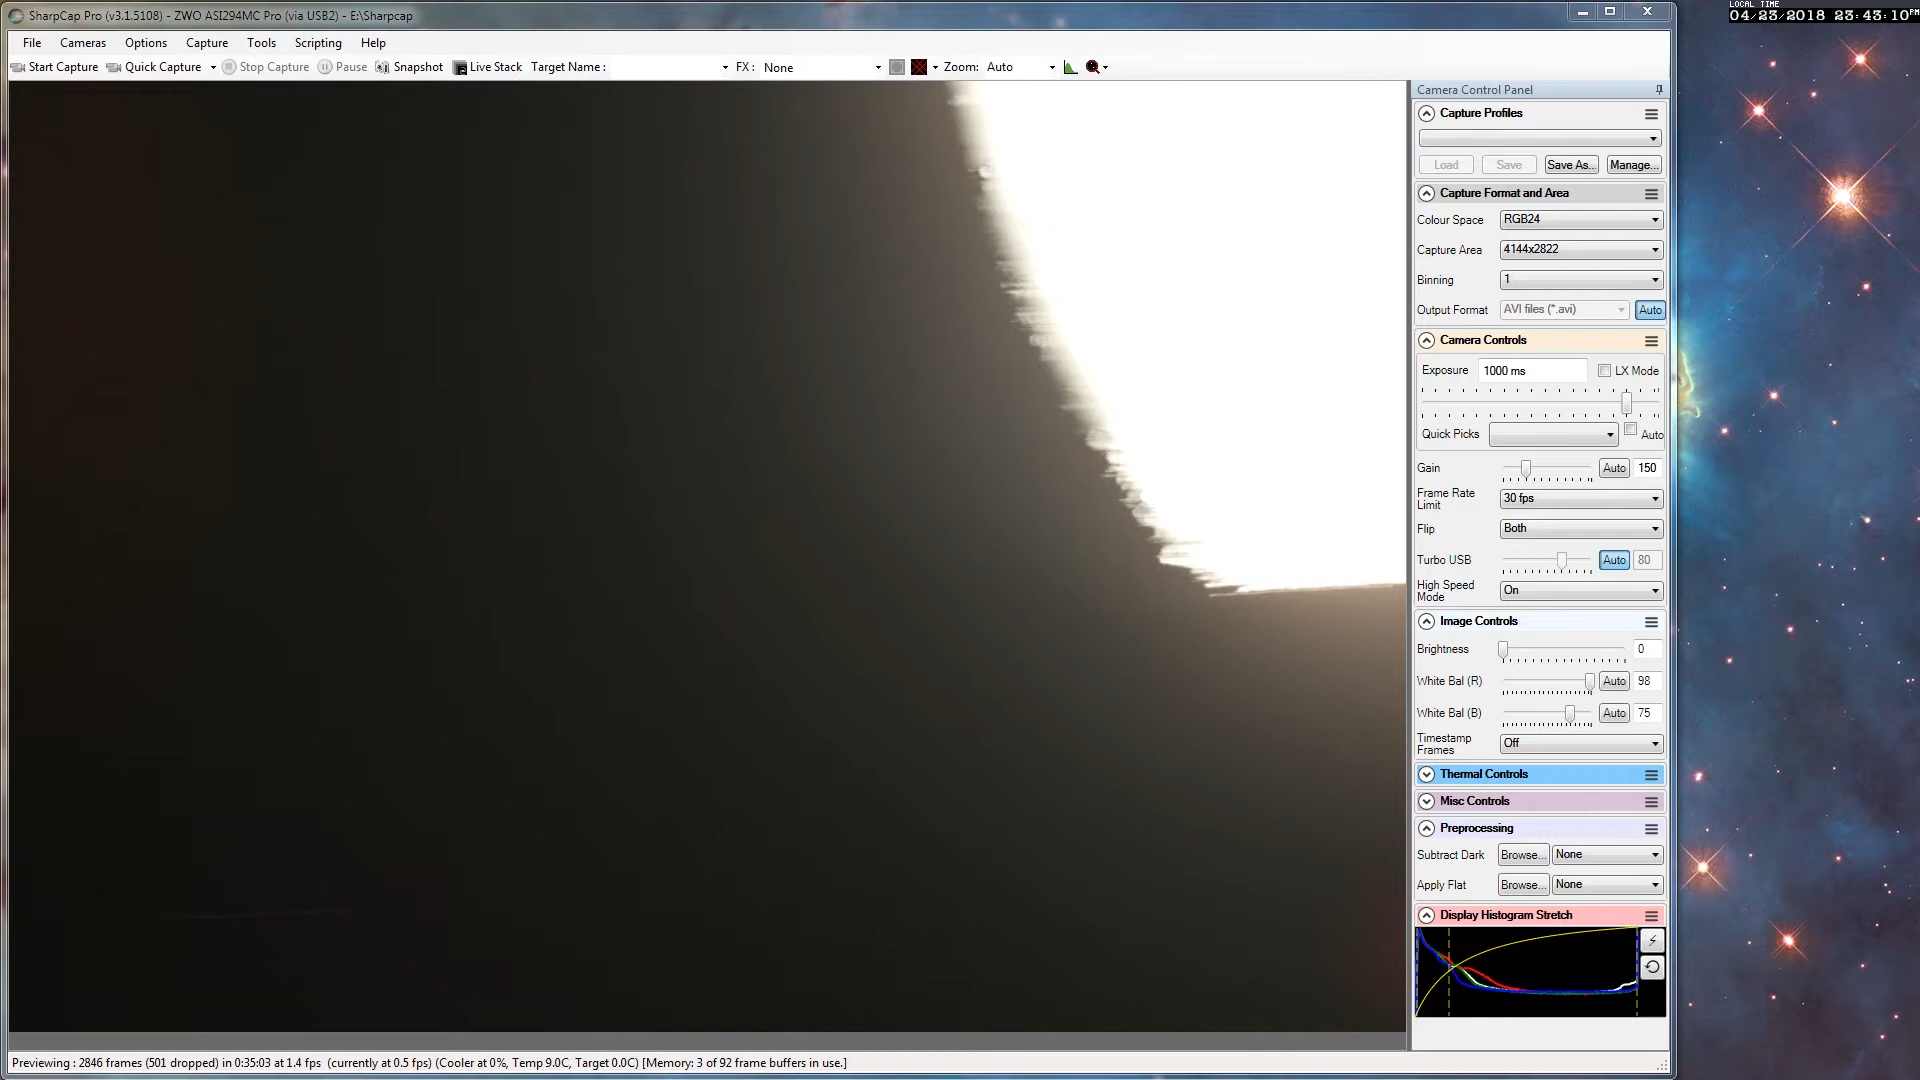 SharpCap Pro (v3.1.5108) - ZWO ASI294MC Pro (via USB2) - E:\Sharpcap
LOCAL TIME
04/23/2018 23:43:10PM
File Cameras Options Capture Tools Scripting Help
Start Capture Quick Capture Stop Capture Pause Snapshot Live Stack Target Name : FX : None Zoom: Auto
Camera Control Panel
Capture Profiles
Load Save Save As... Manage...
Capture Format and Area
Colour Space RGB24
Capture Area 4144x2822
Binning 1
Output Format AVI files (*.avi) Auto
Camera Controls
Exposure 1000 ms LX Mode
Quick Picks Auto
Gain Auto 150
Frame Rate Limit 30 fps
Flip Both
Turbo USB Auto 80
High Speed Mode On
Image Controls
Brightness 0
White Bal (R) Auto 98
White Bal (B) Auto 75
Timestamp Frames Off
Thermal Controls
Misc Controls
Preprocessing
Subtract Dark Browse... None
Apply Flat Browse... None
Display Histogram Stretch
Previewing : 2846 frames (501 dropped) in 0:35:03 at 1.4 fps (currently at 0.5 fps) (Cooler at 0%, Temp 9.0C, Target 0.0C) [Memory: 3 of 92 frame buffers in use.]